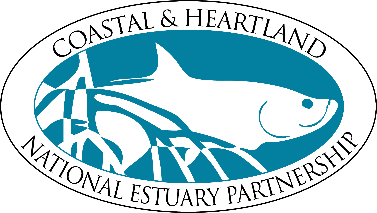 COASTAL & HEARTLAND
NATIONAL ESTUARY PARTNERSHIP